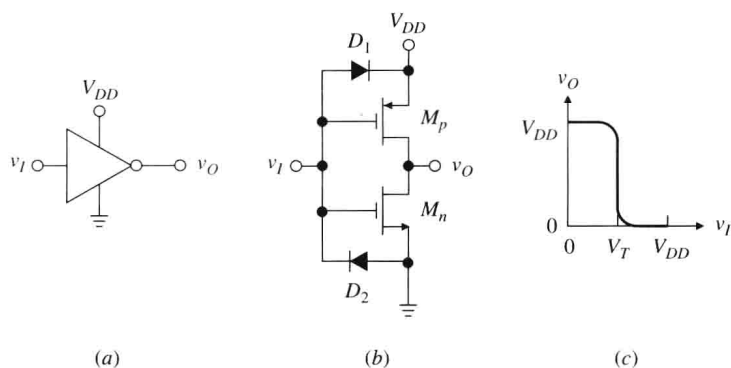 V_DD
v_I
v_O
(a)
D_1
V_DD
M_p
v_I
v_O
M_n
D_2
(b)
v_O
V_DD
0
0
V_T
V_DD
v_I
(c)